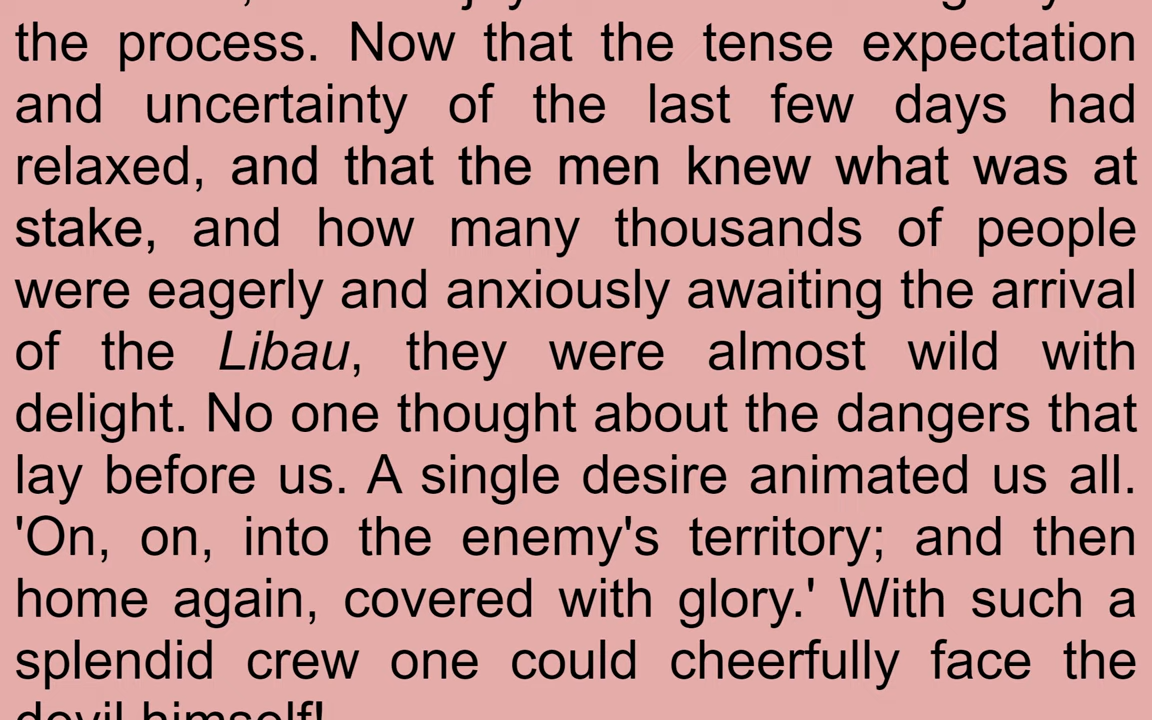 the process. Now that the tense expectation
and uncertainty of the last few days had
relaxed, and that the men knew what was at
stake, and how many thousands of people
were eagerly and anxiously awaiting the arrival
of the Libau, they were almost wild with
delight. No one thought about the dangers that
lay before us. A single desire animated us all.
'On, on, into the enemy's territory; and then
home again, covered with glory.' With such a
splendid crew one could cheerfully face the
devil himself!